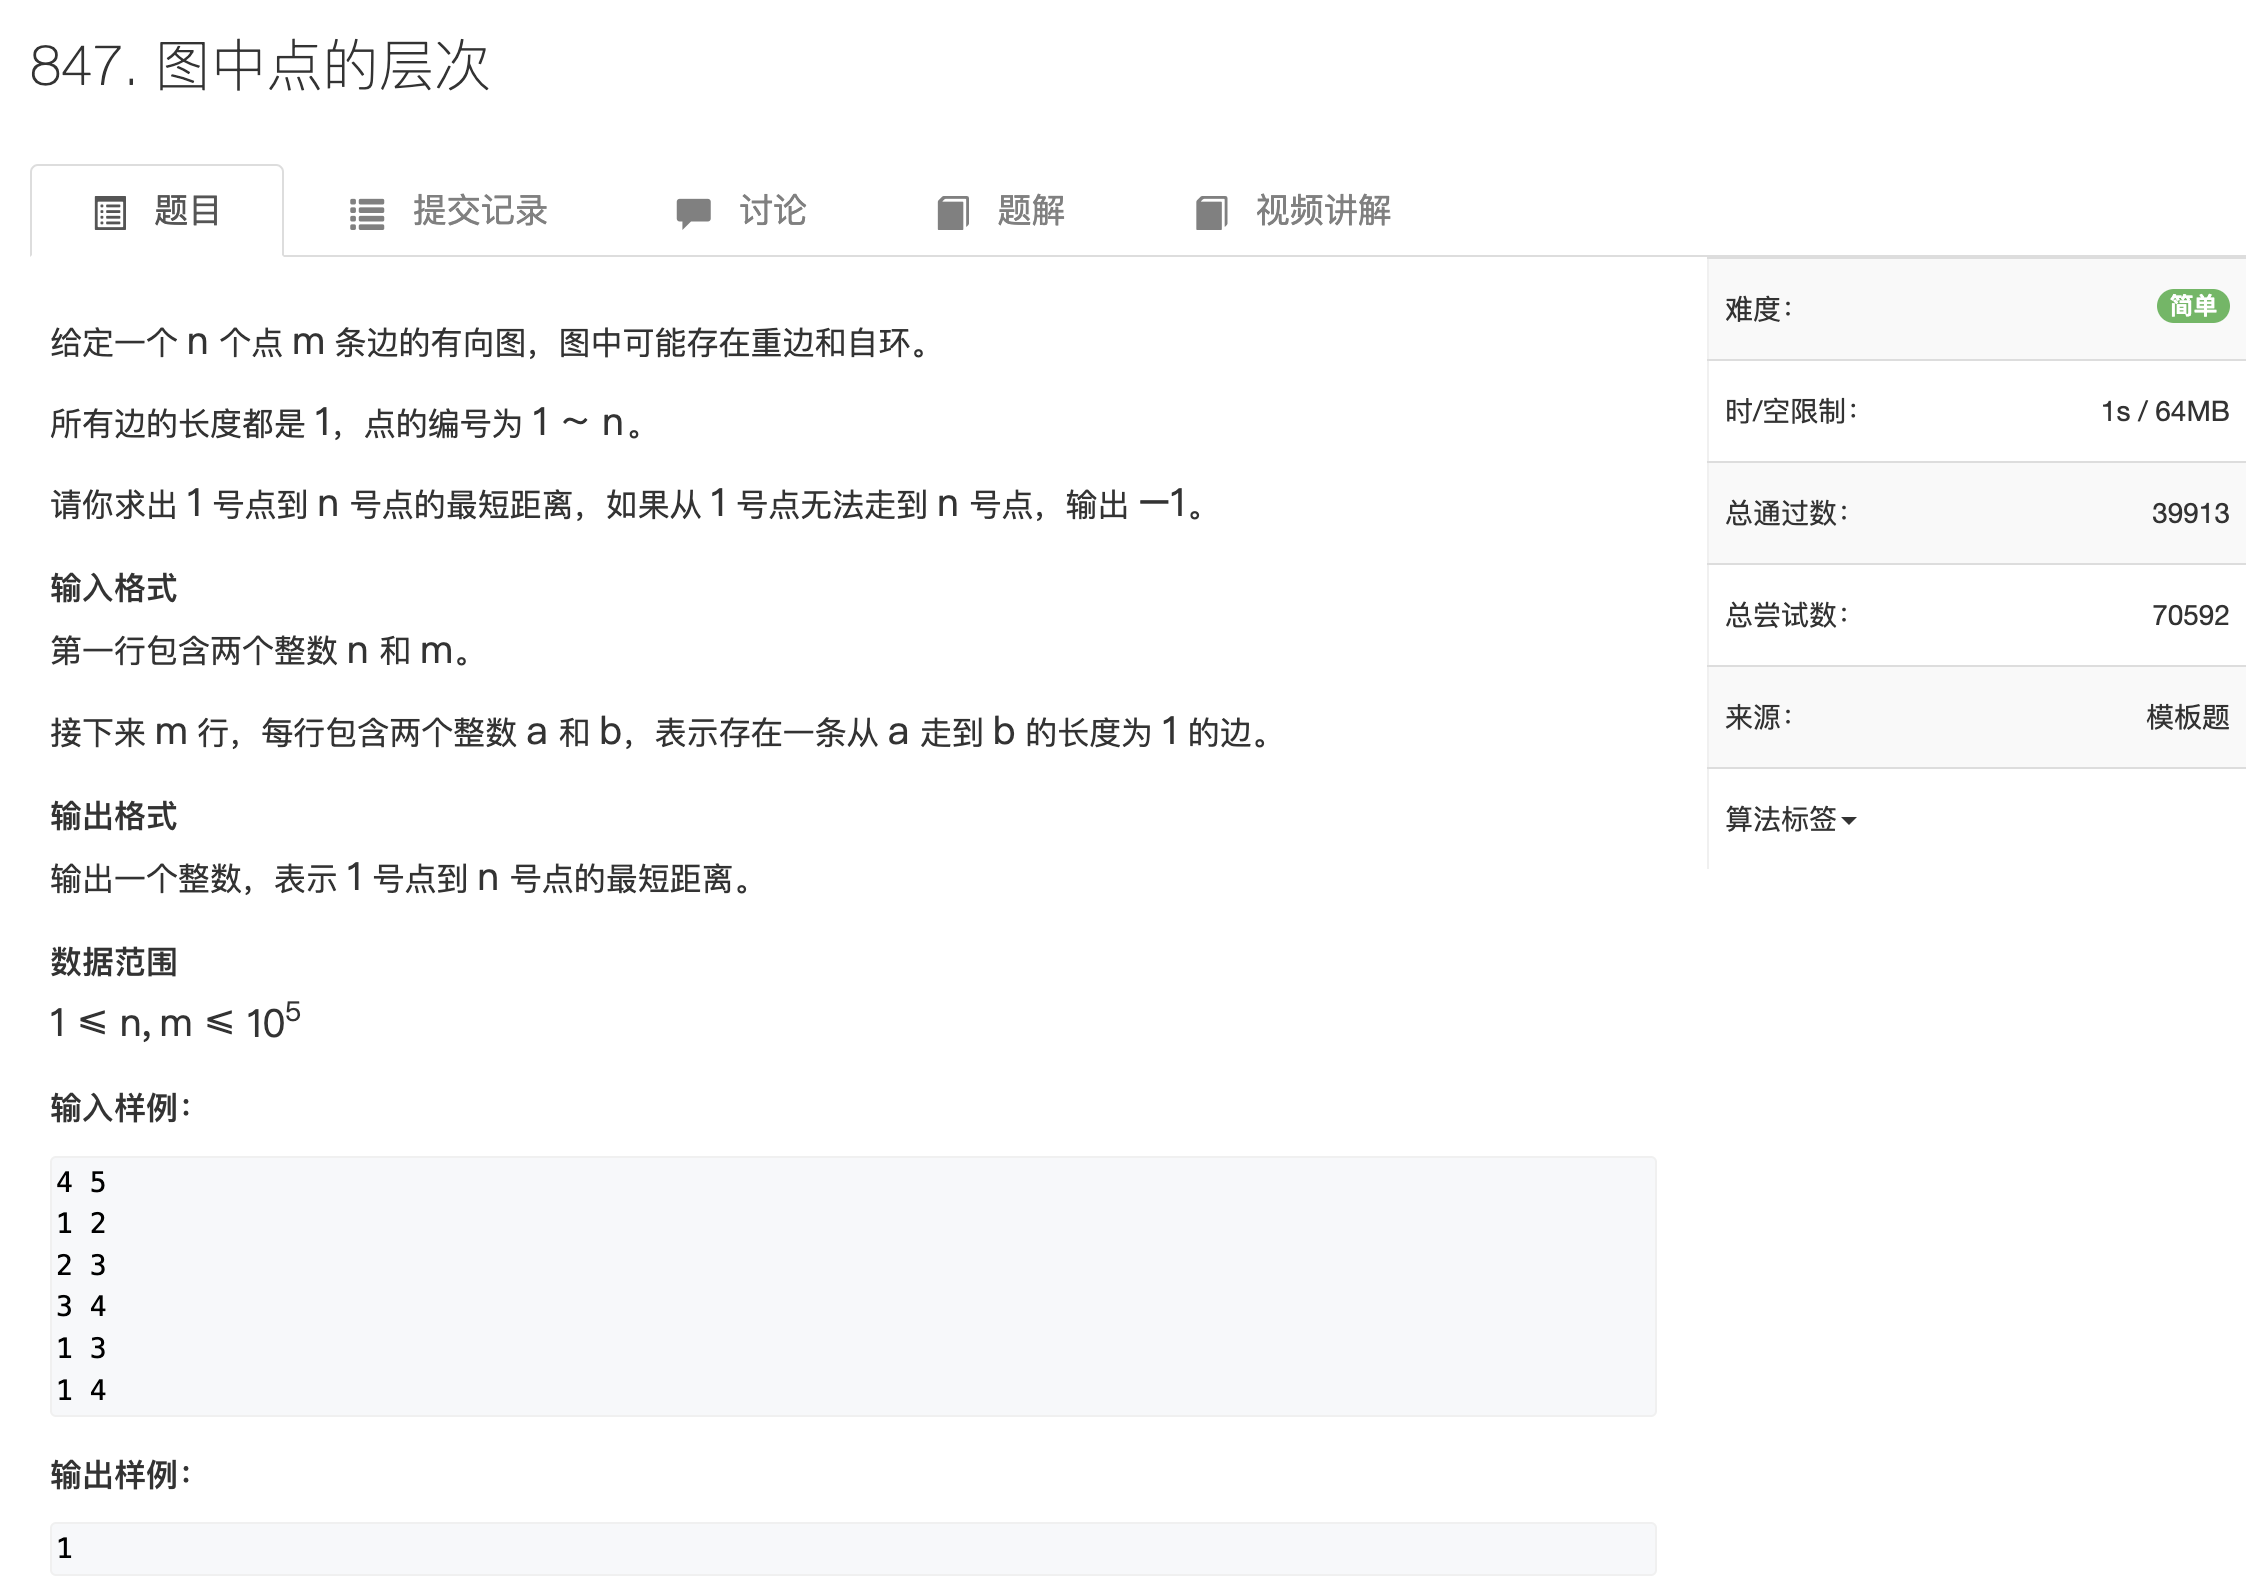 847. 图中点的层次
题目 提交记录 讨论 题解 视频讲解
给定一个 n 个点 m 条边的有向图，图中可能存在重边和自环。
所有边的长度都是 1，点的编号为 1 ~ n。
请你求出 1 号点到 n 号点的最短距离，如果从 1 号点无法走到 n 号点，输出 −1。
输入格式
第一行包含两个整数 n 和 m。
接下来 m 行，每行包含两个整数 a 和 b，表示存在一条从 a 走到 b 的长度为 1 的边。
输出格式
输出一个整数，表示 1 号点到 n 号点的最短距离。
数据范围
1 ⩽ n, m ⩽ 10⁵
输入样例：
4 5
1 2
2 3
3 4
1 3
1 4
输出样例：
1
难度： 简单
时/空限制： 1s / 64MB
总通过数： 39913
总尝试数： 70592
来源： 模板题
算法标签